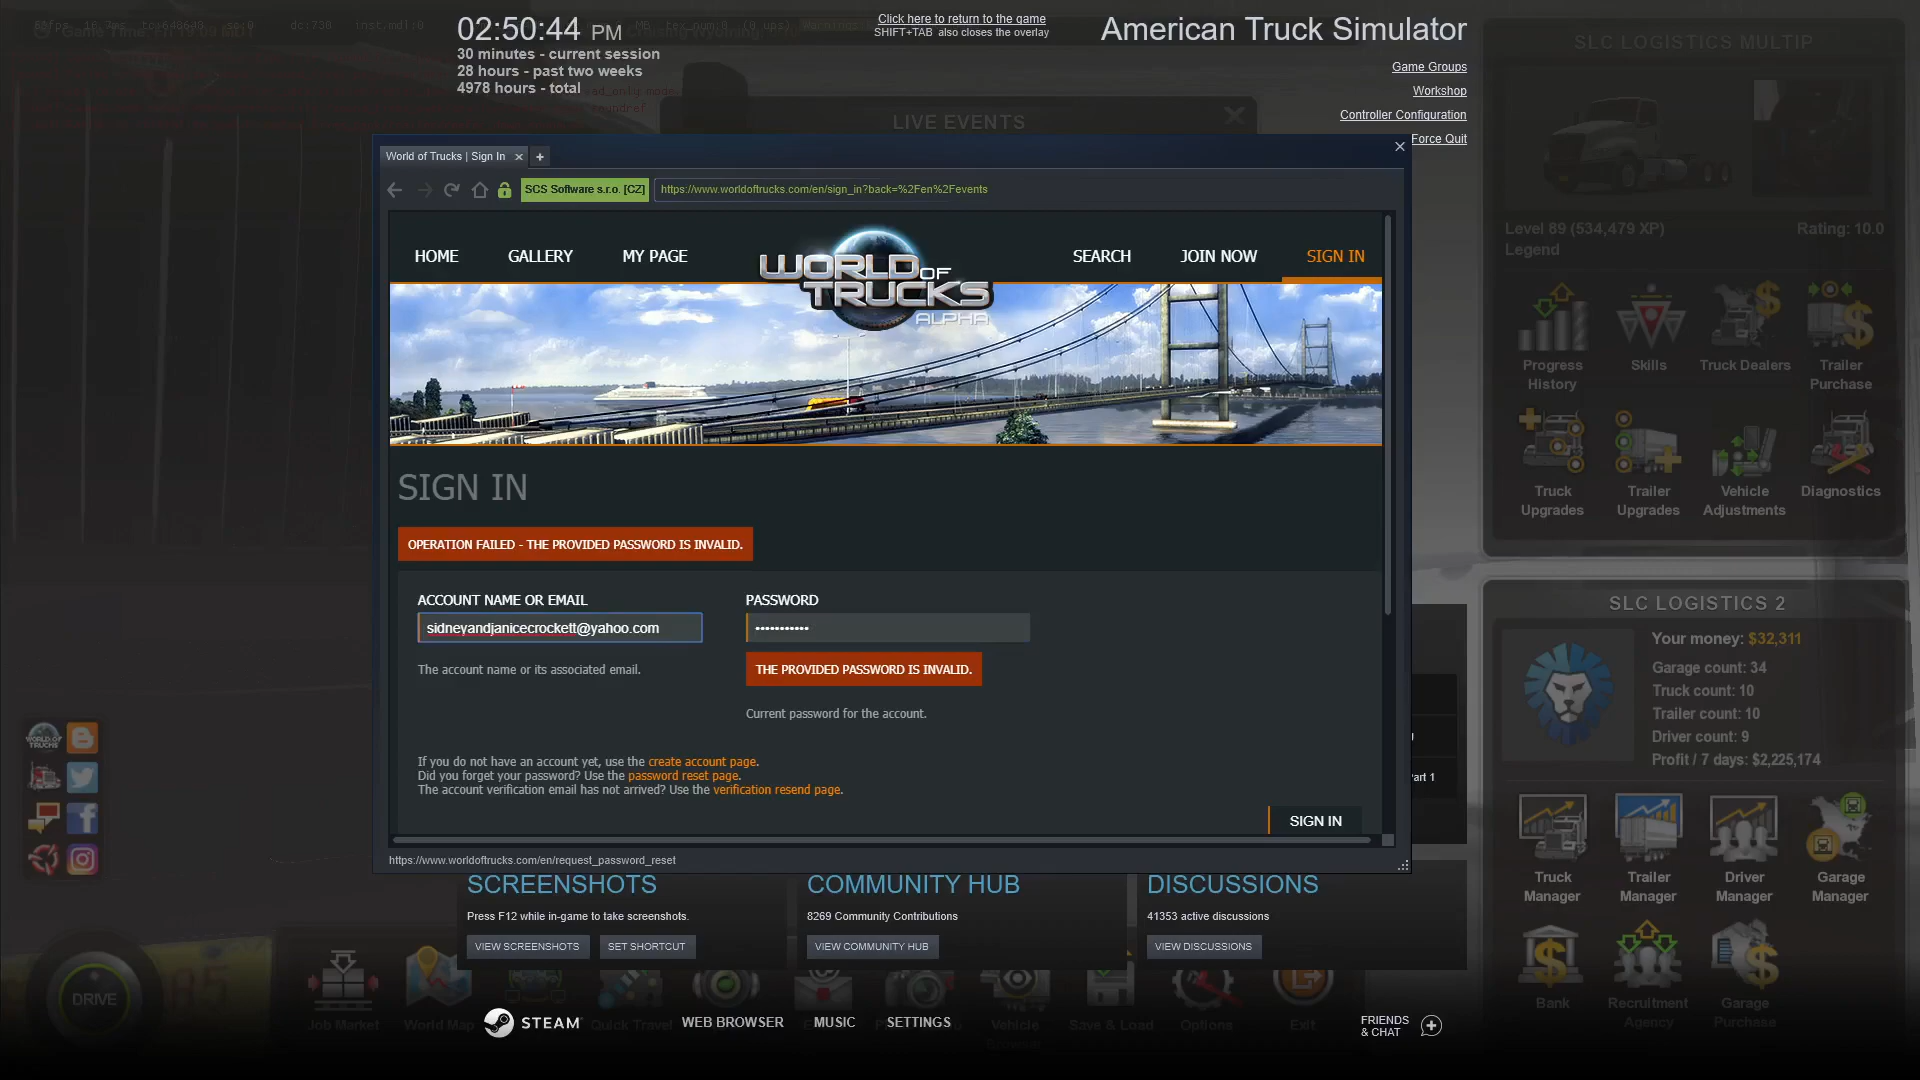 02:50:44 PM
30 minutes - current session
28 hours - past two weeks
4978 hours - total
Click here to return to the game
SHIFT+TAB also closes the overlay
American Truck Simulator
Game Groups
Workshop
Controller Configuration
Force Quit
LIVE EVENTS
World of Trucks | Sign In
SCS Software s.r.o. [CZ]
https://www.worldoftrucks.com/en/sign_in?back=%2Fen%2Fevents
HOME
GALLERY
MY PAGE
WORLD OF TRUCKS ALPHA
SEARCH
JOIN NOW
SIGN IN
SIGN IN
OPERATION FAILED - THE PROVIDED PASSWORD IS INVALID.
ACCOUNT NAME OR EMAIL
PASSWORD
sidneyandjanicecrockett@yahoo.com
•••••••••••
The account name or its associated email.
THE PROVIDED PASSWORD IS INVALID.
Current password for the account.
If you do not have an account yet, use the create account page.
Did you forget your password? Use the password reset page.
The account verification email has not arrived? Use the verification resend page.
SIGN IN
https://www.worldoftrucks.com/en/request_password_reset
SCREENSHOTS
Press F12 while in-game to take screenshots.
VIEW SCREENSHOTS
SET SHORTCUT
COMMUNITY HUB
8269 Community Contributions
VIEW COMMUNITY HUB
DISCUSSIONS
41353 active discussions
VIEW DISCUSSIONS
art 1
DRIVE
Job Market
World Map
Quick Travel
Vehicle
Browser
Save & Load
Options
Exit
STEAM
WEB BROWSER
MUSIC
SETTINGS
FRIENDS
& CHAT
SLC LOGISTICS MULTIP
Level 89 (534,479 XP)
Rating: 10.0
Legend
Progress
History
Skills
Truck Dealers
Trailer
Purchase
Truck
Upgrades
Trailer
Upgrades
Vehicle
Adjustments
Diagnostics
SLC LOGISTICS 2
Your money: $32,311
Garage count: 34
Truck count: 10
Trailer count: 10
Driver count: 9
Profit / 7 days: $2,225,174
Truck
Manager
Trailer
Manager
Driver
Manager
Garage
Manager
Bank
Recruitment
Agency
Garage
Purchase